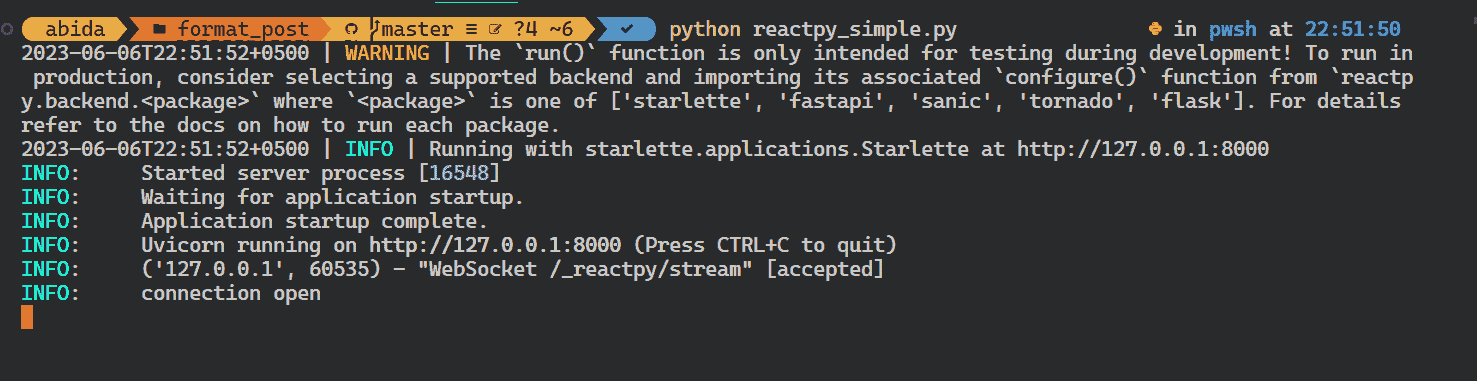 abida format_post master ≡ ?4 ~6 ✓ python reactpy_simple.py in pwsh at 22:51:50
2023-06-06T22:51:52+0500 | WARNING | The `run()` function is only intended for testing during development! To run in
production, consider selecting a supported backend and importing its associated `configure()` function from `reactp
y.backend.<package>` where `<package>` is one of ['starlette', 'fastapi', 'sanic', 'tornado', 'flask']. For details
refer to the docs on how to run each package.
2023-06-06T22:51:52+0500 | INFO | Running with starlette.applications.Starlette at http://127.0.0.1:8000
INFO:     Started server process [16548]
INFO:     Waiting for application startup.
INFO:     Application startup complete.
INFO:     Uvicorn running on http://127.0.0.1:8000 (Press CTRL+C to quit)
INFO:     ('127.0.0.1', 60535) - "WebSocket /_reactpy/stream" [accepted]
INFO:     connection open